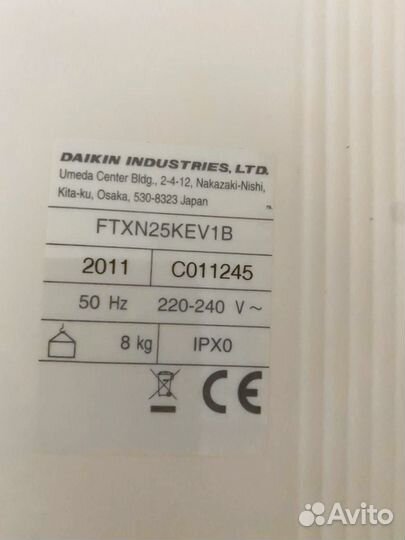 DAIKIN INDUSTRIES, LTD.
Umeda Center Bldg., 2-4-12, Nakazaki-Nishi,
Kita-ku, Osaka, 530-8323 Japan
FTXN25KEV1B
2011 C011245
50 Hz 220-240 V ~
8 kg IPX0
CE
Avito